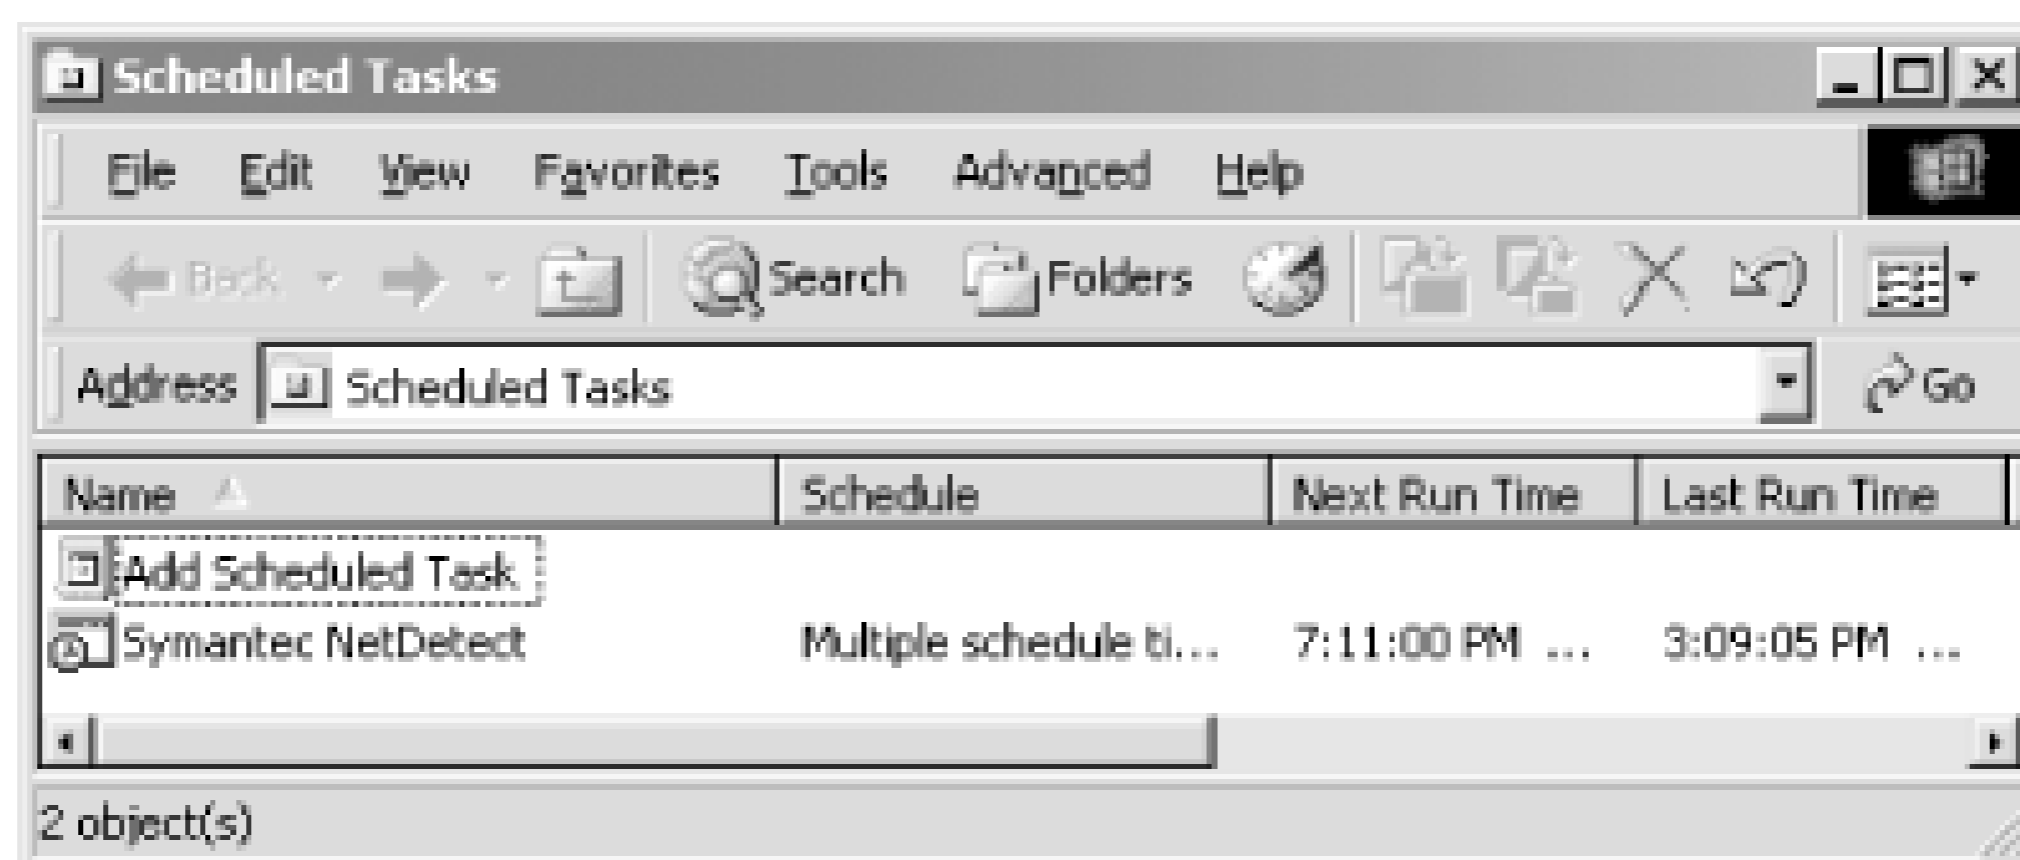 Scheduled Tasks
File Edit View Favorites Tools Advanced Help
Back Search Folders
Address Scheduled Tasks Go
Name Schedule Next Run Time Last Run Time
Add Scheduled Task
Symantec NetDetect Multiple schedule ti... 7:11:00 PM ... 3:09:05 PM ...
2 object(s)